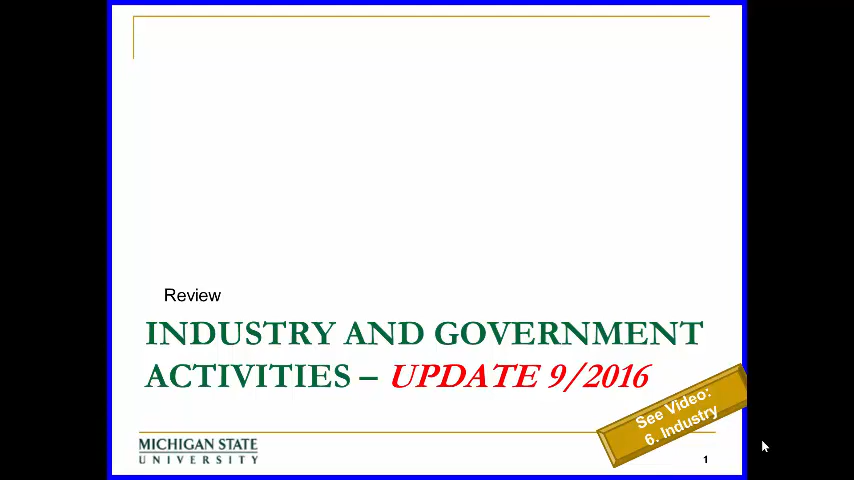 Review
INDUSTRY AND GOVERNMENT
ACTIVITIES – UPDATE 9/2016
See Video:
6. Industry
MICHIGAN STATE
UNIVERSITY
1